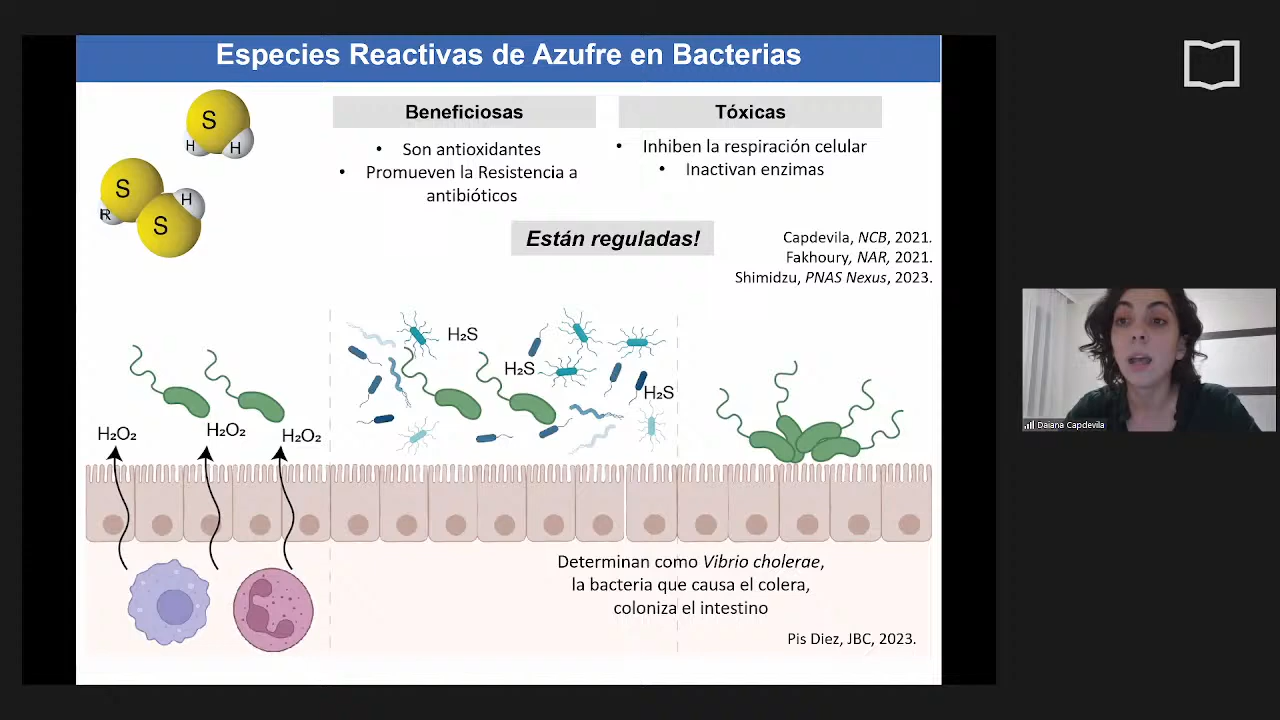 Especies Reactivas de Azufre en Bacterias
S
H
H
S
H
R
S
Beneficiosas
• Son antioxidantes
• Promueven la Resistencia a
antibióticos
Tóxicas
• Inhiben la respiración celular
• Inactivan enzimas
Están reguladas!
Capdevila, NCB, 2021.
Fakhoury, NAR, 2021.
Shimidzu, PNAS Nexus, 2023.
H₂O₂
H₂O₂
H₂O₂
H₂S
H₂S
H₂S
Determinan como Vibrio cholerae,
la bacteria que causa el colera,
coloniza el intestino
Pis Diez, JBC, 2023.
Daiana Capdevila